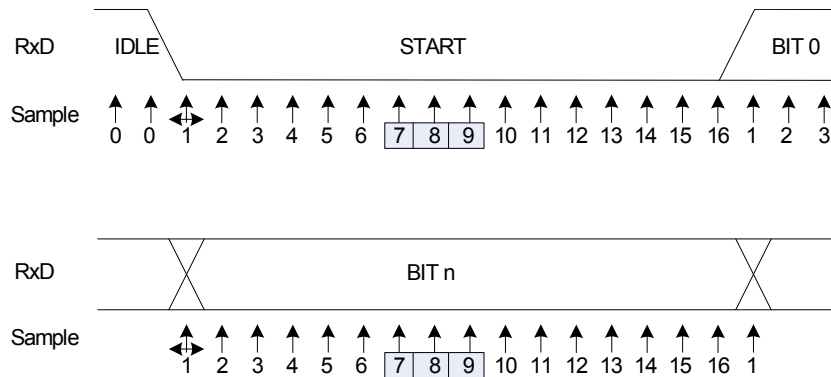 RxD IDLE START BIT 0
Sample
0 0 1 2 3 4 5 6 7 8 9 10 11 12 13 14 15 16 1 2 3
RxD BIT n
Sample
1 2 3 4 5 6 7 8 9 10 11 12 13 14 15 16 1